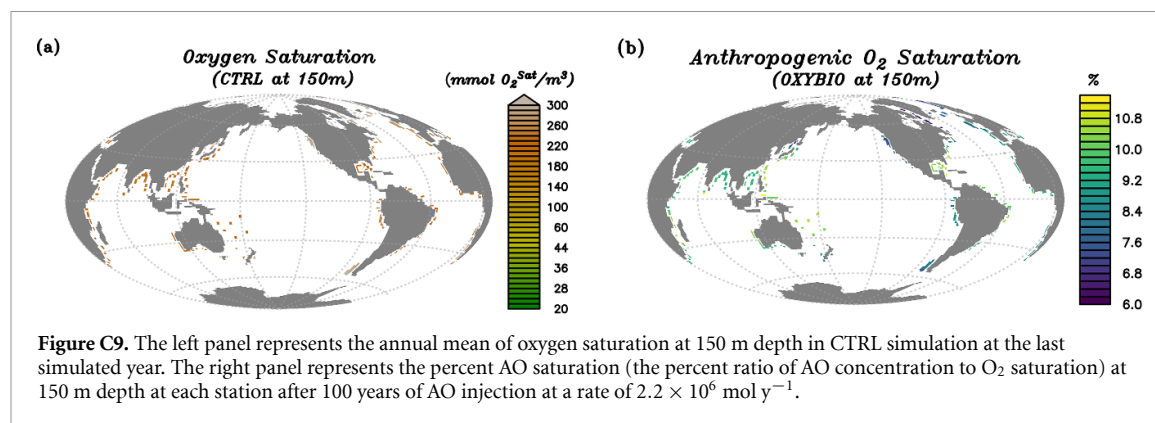 (a)
Oxygen Saturation
(CTRL at 150m)
(mmol O₂^Sat/m³)
300
260
220
180
140
100
60
44
36
28
20
(b)
Anthropogenic O₂ Saturation
(OXYBIO at 150m)
%
10.8
10.0
9.2
8.4
7.6
6.8
6.0
Figure C9. The left panel represents the annual mean of oxygen saturation at 150 m depth in CTRL simulation at the last
simulated year. The right panel represents the percent AO saturation (the percent ratio of AO concentration to O₂ saturation) at
150 m depth at each station after 100 years of AO injection at a rate of 2.2 × 10⁶ mol y⁻¹.